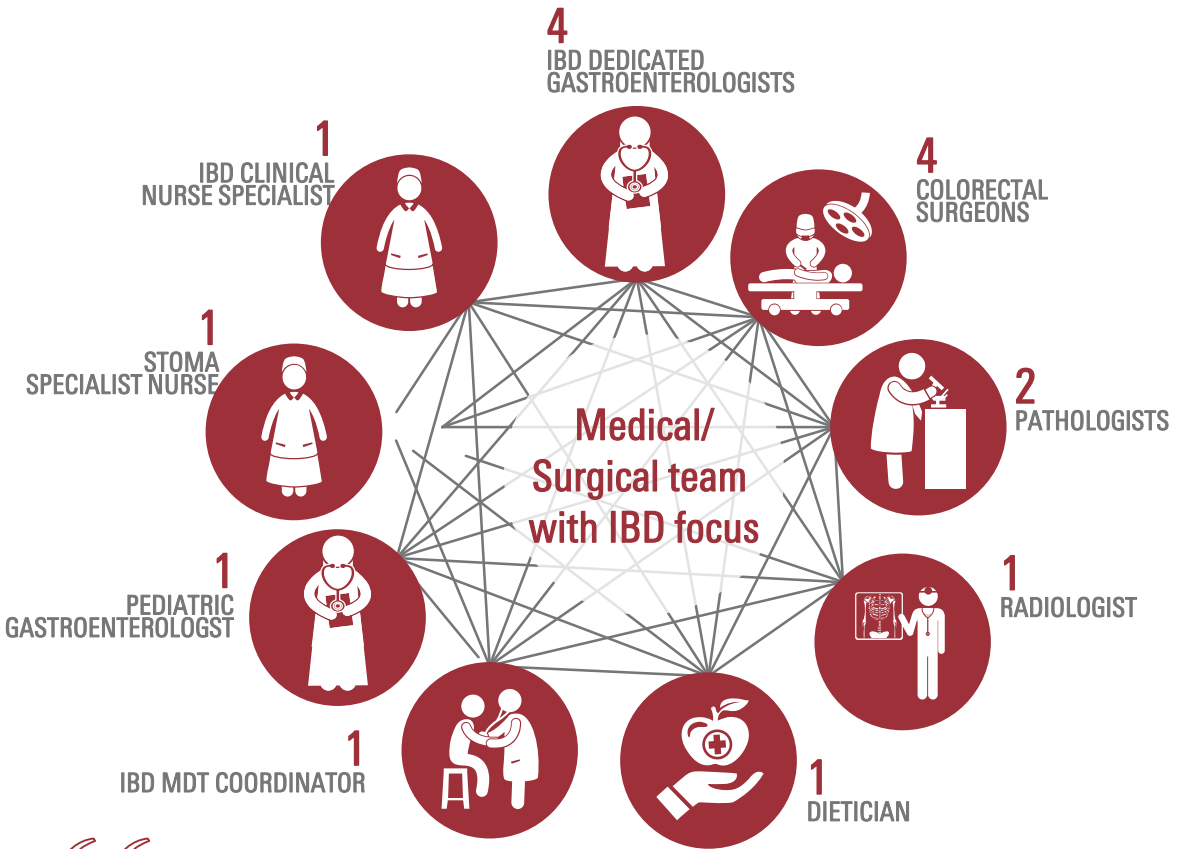 4
IBD DEDICATED
GASTROENTEROLOGISTS
1
IBD CLINICAL
NURSE SPECIALIST
4
COLORECTAL
SURGEONS
1
STOMA
SPECIALIST NURSE
2
PATHOLOGISTS
Medical/
Surgical team
with IBD focus
1
PEDIATRIC
GASTROENTEROLOGST
1
RADIOLOGIST
1
IBD MDT COORDINATOR
1
DIETICIAN